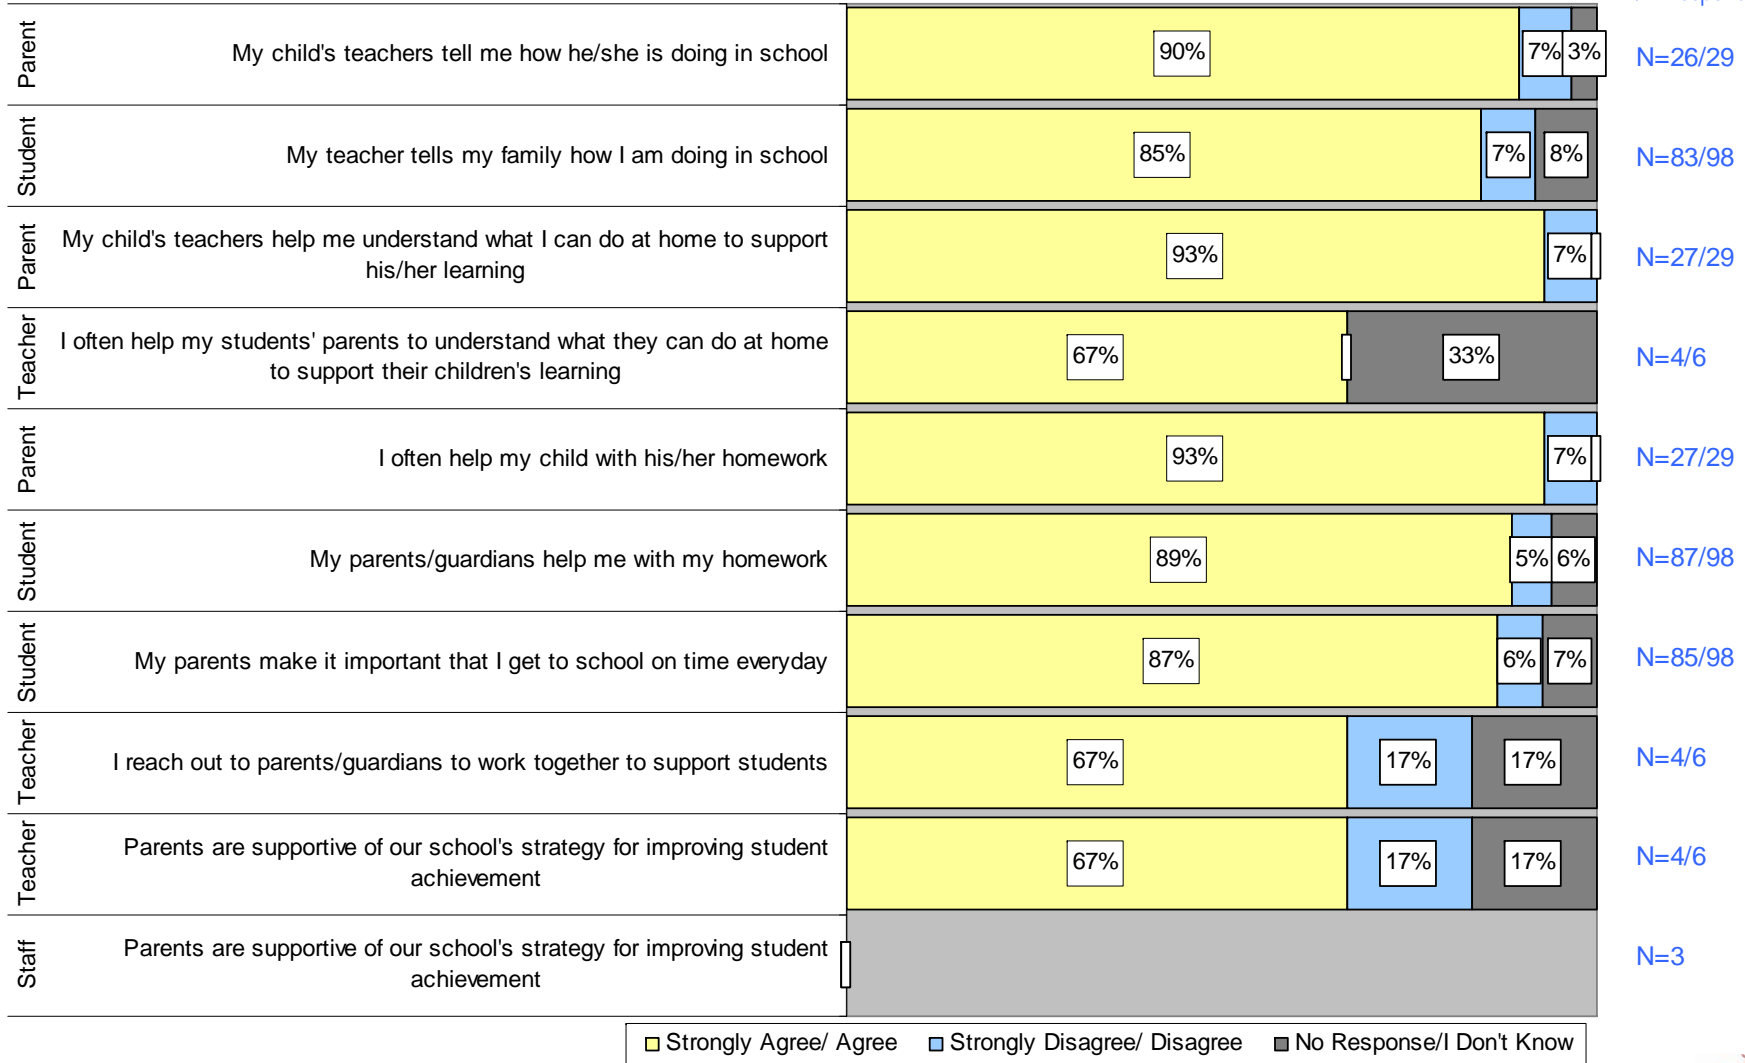 Parent
My child's teachers tell me how he/she is doing in school
90%
7%
3%
N=26/29
Student
My teacher tells my family how I am doing in school
85%
7%
8%
N=83/98
Parent
My child's teachers help me understand what I can do at home to support
his/her learning
93%
7%
N=27/29
Teacher
I often help my students' parents to understand what they can do at home
to support their children's learning
67%
33%
N=4/6
Parent
I often help my child with his/her homework
93%
7%
N=27/29
Student
My parents/guardians help me with my homework
89%
5%
6%
N=87/98
Student
My parents make it important that I get to school on time everyday
87%
6%
7%
N=85/98
Teacher
I reach out to parents/guardians to work together to support students
67%
17%
17%
N=4/6
Teacher
Parents are supportive of our school's strategy for improving student
achievement
67%
17%
17%
N=4/6
Staff
Parents are supportive of our school's strategy for improving student
achievement
N=3
Strongly Agree/ Agree
Strongly Disagree/ Disagree
No Response/I Don't Know